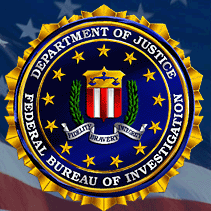 DEPARTMENT OF JUSTICE
FIDELITY BRAVERY INTEGRITY
FEDERAL BUREAU OF INVESTIGATION